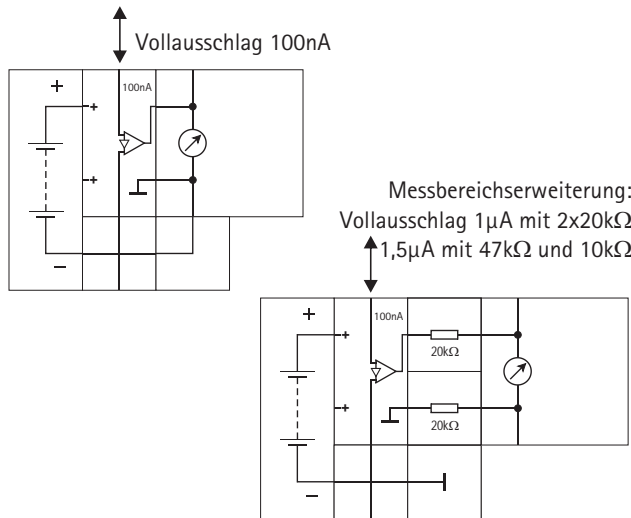 Vollausschlag 100nA
+
100nA
+
+
–
Messbereichserweiterung:
Vollausschlag 1µA mit 2x20kΩ
1,5µA mit 47kΩ und 10kΩ
+
100nA
+
20kΩ
+
20kΩ
–